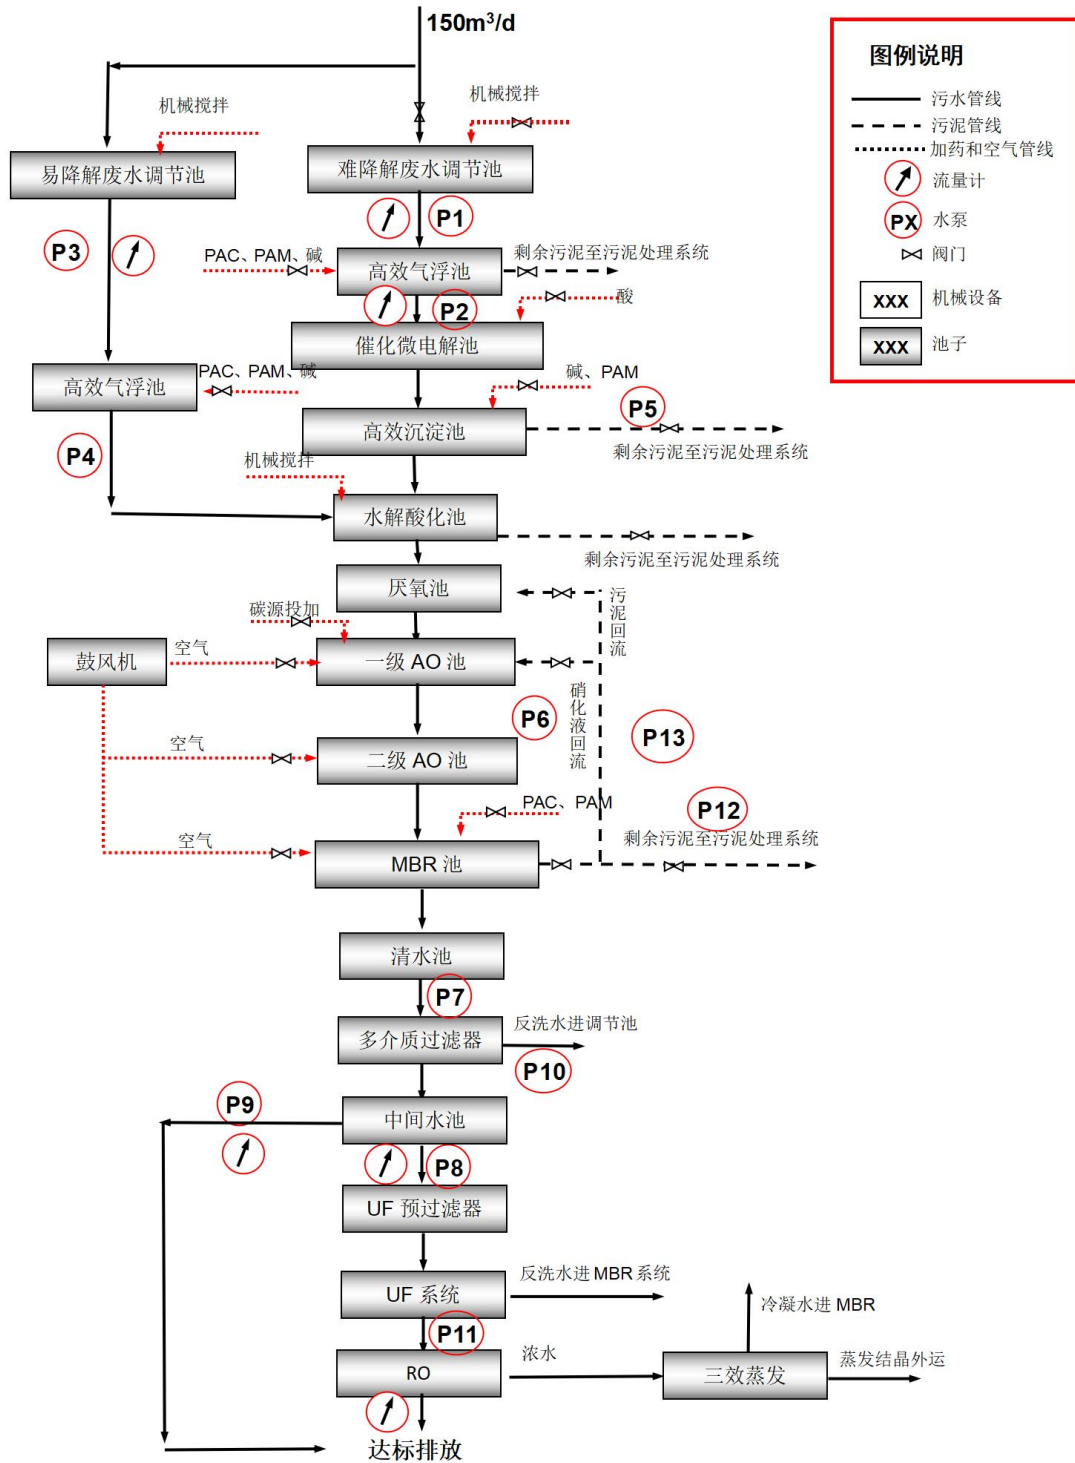 150m³/d
图例说明
污水管线
污泥管线
加药和空气管线
流量计
PX 水泵
阀门
XXX 机械设备
XXX 池子
机械搅拌
机械搅拌
易降解废水调节池
难降解废水调节池
P3
P1
PAC、PAM、碱
高效气浮池
剩余污泥至污泥处理系统
P2
酸
催化微电解池
高效气浮池
PAC、PAM、碱
碱、PAM
P5
高效沉淀池
剩余污泥至污泥处理系统
P4
机械搅拌
水解酸化池
剩余污泥至污泥处理系统
厌氧池
污泥回流
碳源投加
鼓风机
空气
一级 AO 池
硝化液回流
P6
P13
空气
二级 AO 池
PAC、PAM
P12
剩余污泥至污泥处理系统
空气
MBR 池
清水池
P7
多介质过滤器
反洗水进调节池
P10
P9
中间水池
P8
UF 预过滤器
UF 系统
反洗水进 MBR 系统
冷凝水进 MBR
P11
RO
浓水
三效蒸发
蒸发结晶外运
达标排放